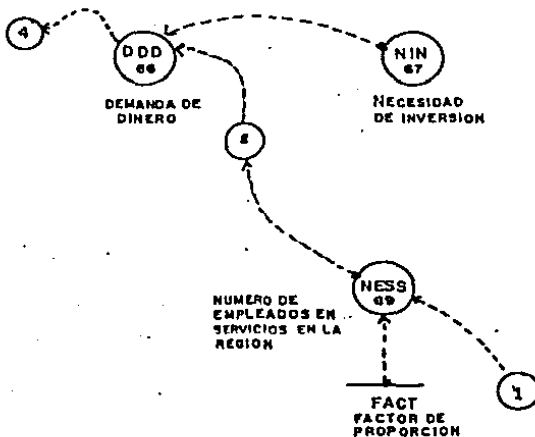 4
DDD
66
DEMANDA DE
DINERO
NIN
67
NECESIDAD
DE INVERSION
NESS
69
NUMERO DE
EMPLEADOS EN
SERVICIOS EN LA
REGION
FACT
FACTOR DE
PROPORCION
1